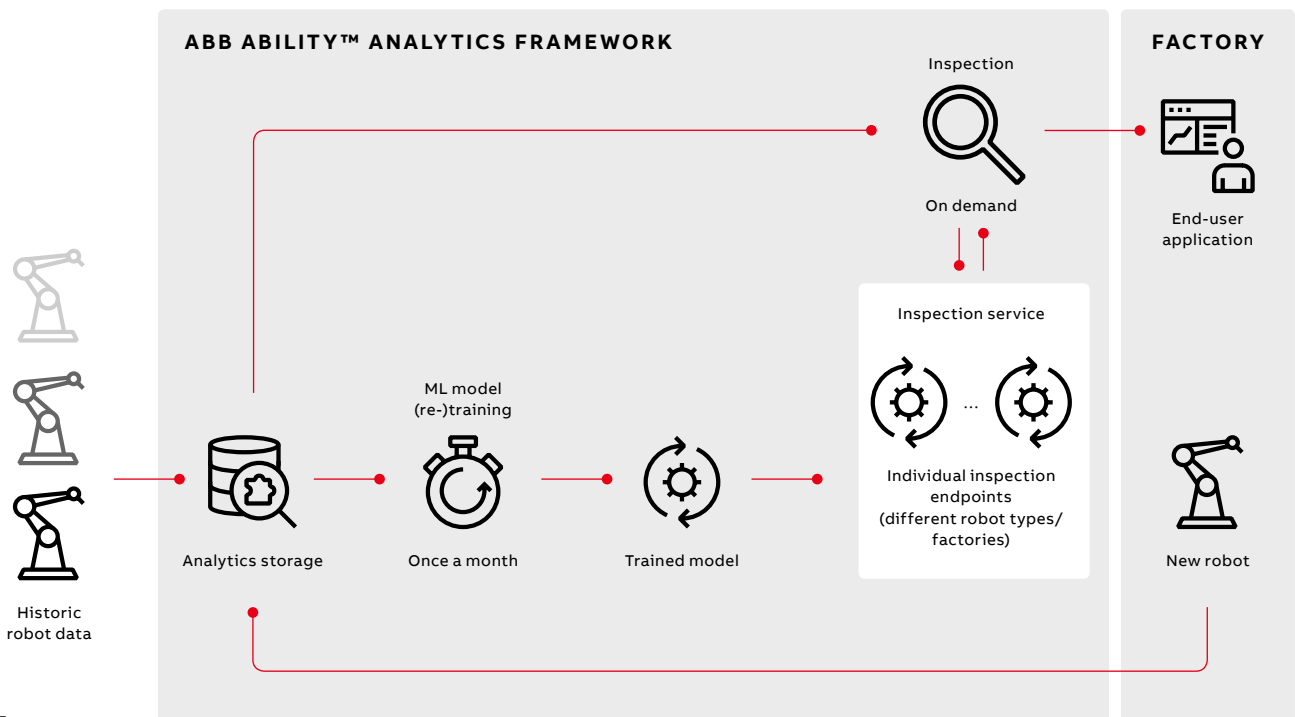 ABB ABILITY™ ANALYTICS FRAMEWORK
FACTORY
Inspection
On demand
End-user
application
Inspection service
...
Individual inspection
endpoints
(different robot types/
factories)
ML model
(re-)training
Analytics storage
Once a month
Trained model
New robot
Historic
robot data